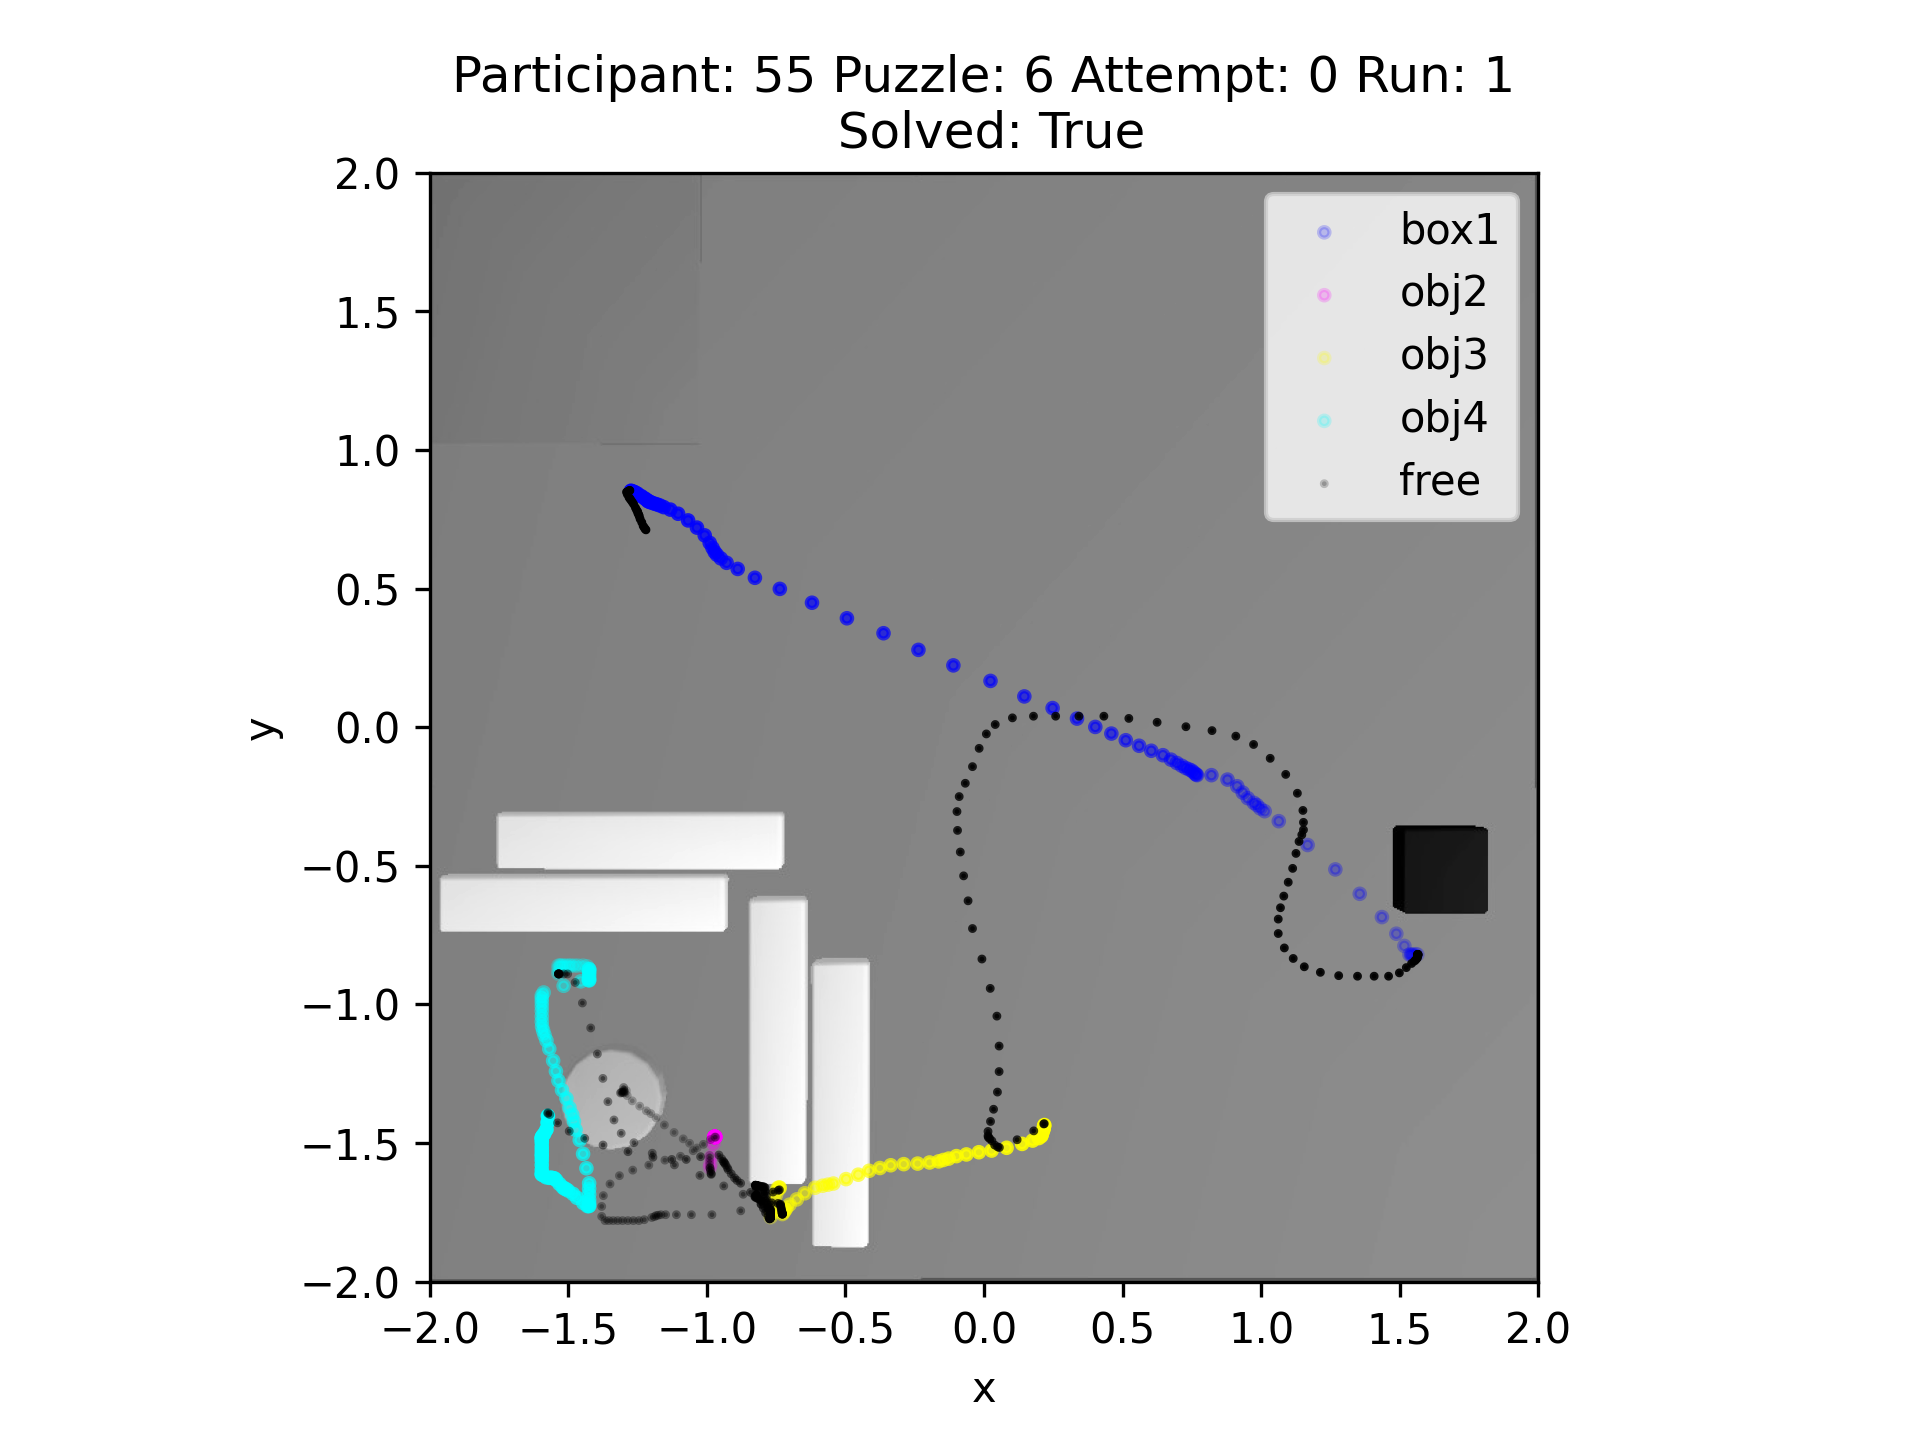 Participant: 55 Puzzle: 6 Attempt: 0 Run: 1
Solved: True
2.0
1.5
1.0
0.5
0.0
−0.5
−1.0
−1.5
−2.0
y
box1
obj2
obj3
obj4
free
−2.0 −1.5 −1.0 −0.5 0.0 0.5 1.0 1.5 2.0
x